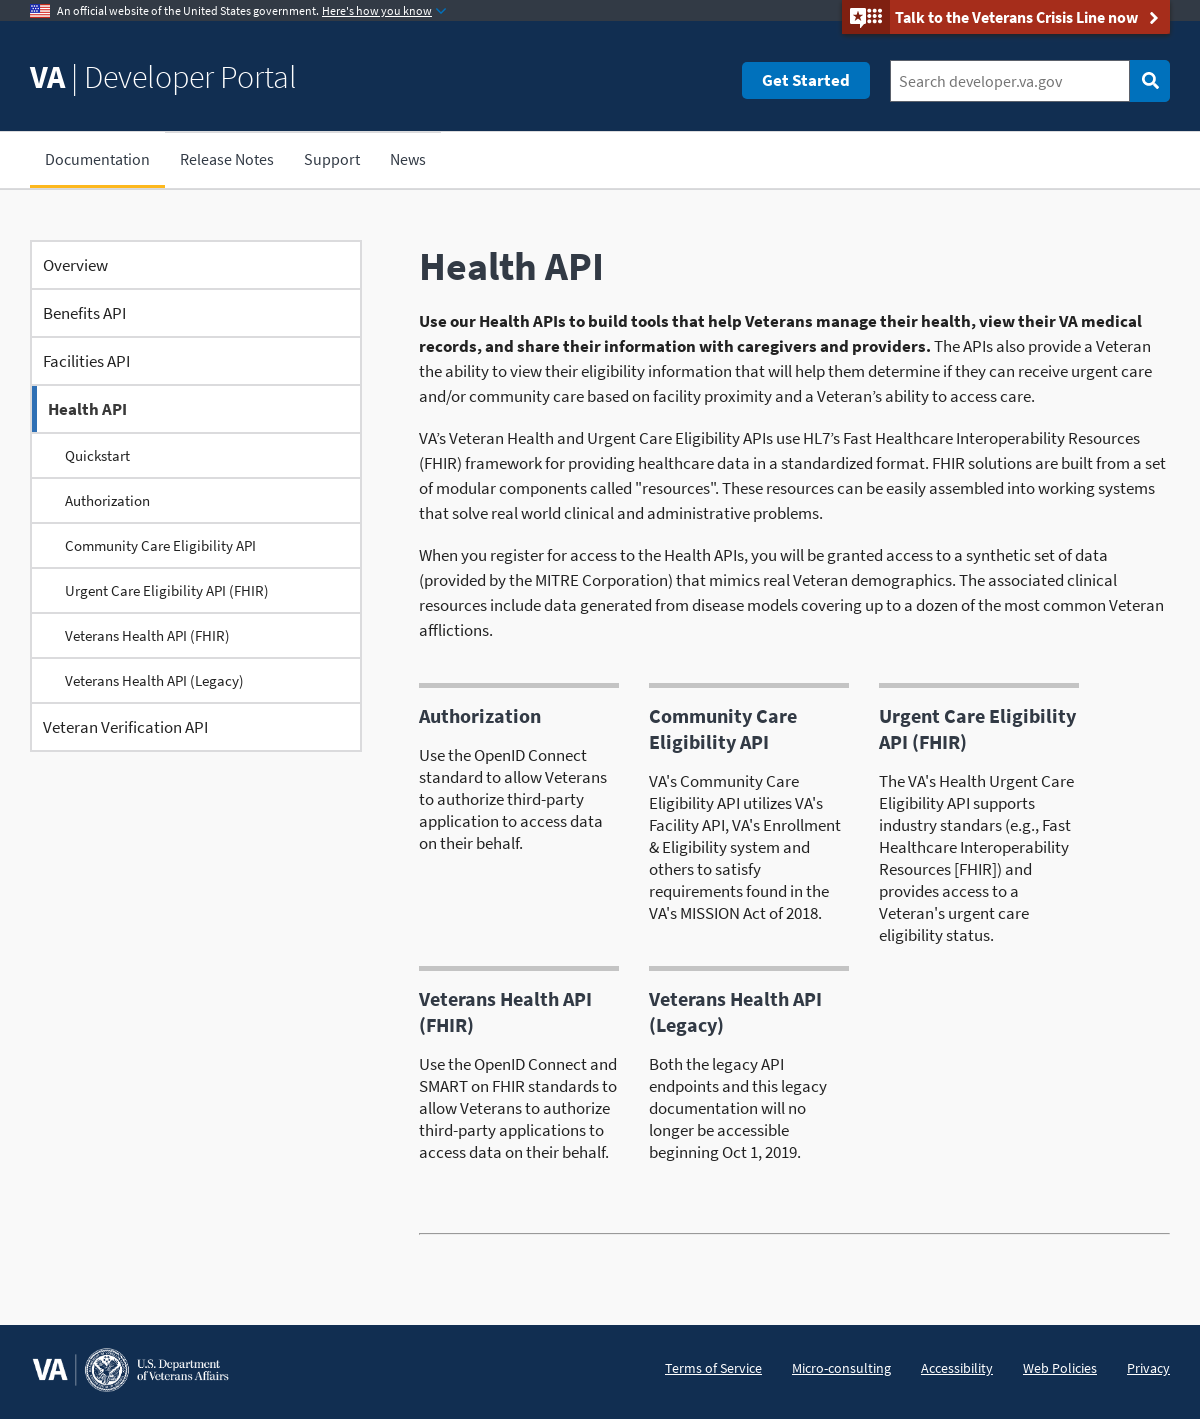 An official website of the United States government. Here's how you know
Talk to the Veterans Crisis Line now
VA | Developer Portal
Get Started
Search developer.va.gov
Documentation
Release Notes
Support
News
Overview
Benefits API
Facilities API
Health API
Quickstart
Authorization
Community Care Eligibility API
Urgent Care Eligibility API (FHIR)
Veterans Health API (FHIR)
Veterans Health API (Legacy)
Veteran Verification API
Health API
Use our Health APIs to build tools that help Veterans manage their health, view their VA medical
records, and share their information with caregivers and providers. The APIs also provide a Veteran
the ability to view their eligibility information that will help them determine if they can receive urgent care
and/or community care based on facility proximity and a Veteran’s ability to access care.
VA’s Veteran Health and Urgent Care Eligibility APIs use HL7’s Fast Healthcare Interoperability Resources
(FHIR) framework for providing healthcare data in a standardized format. FHIR solutions are built from a set
of modular components called "resources". These resources can be easily assembled into working systems
that solve real world clinical and administrative problems.
When you register for access to the Health APIs, you will be granted access to a synthetic set of data
(provided by the MITRE Corporation) that mimics real Veteran demographics. The associated clinical
resources include data generated from disease models covering up to a dozen of the most common Veteran
afflictions.
Authorization
Use the OpenID Connect
standard to allow Veterans
to authorize third-party
application to access data
on their behalf.
Community Care
Eligibility API
VA's Community Care
Eligibility API utilizes VA's
Facility API, VA's Enrollment
& Eligibility system and
others to satisfy
requirements found in the
VA's MISSION Act of 2018.
Urgent Care Eligibility
API (FHIR)
The VA's Health Urgent Care
Eligibility API supports
industry standars (e.g., Fast
Healthcare Interoperability
Resources [FHIR]) and
provides access to a
Veteran's urgent care
eligibility status.
Veterans Health API
(FHIR)
Use the OpenID Connect and
SMART on FHIR standards to
allow Veterans to authorize
third-party applications to
access data on their behalf.
Veterans Health API
(Legacy)
Both the legacy API
endpoints and this legacy
documentation will no
longer be accessible
beginning Oct 1, 2019.
VA
U.S. Department
of Veterans Affairs
Terms of Service
Micro-consulting
Accessibility
Web Policies
Privacy